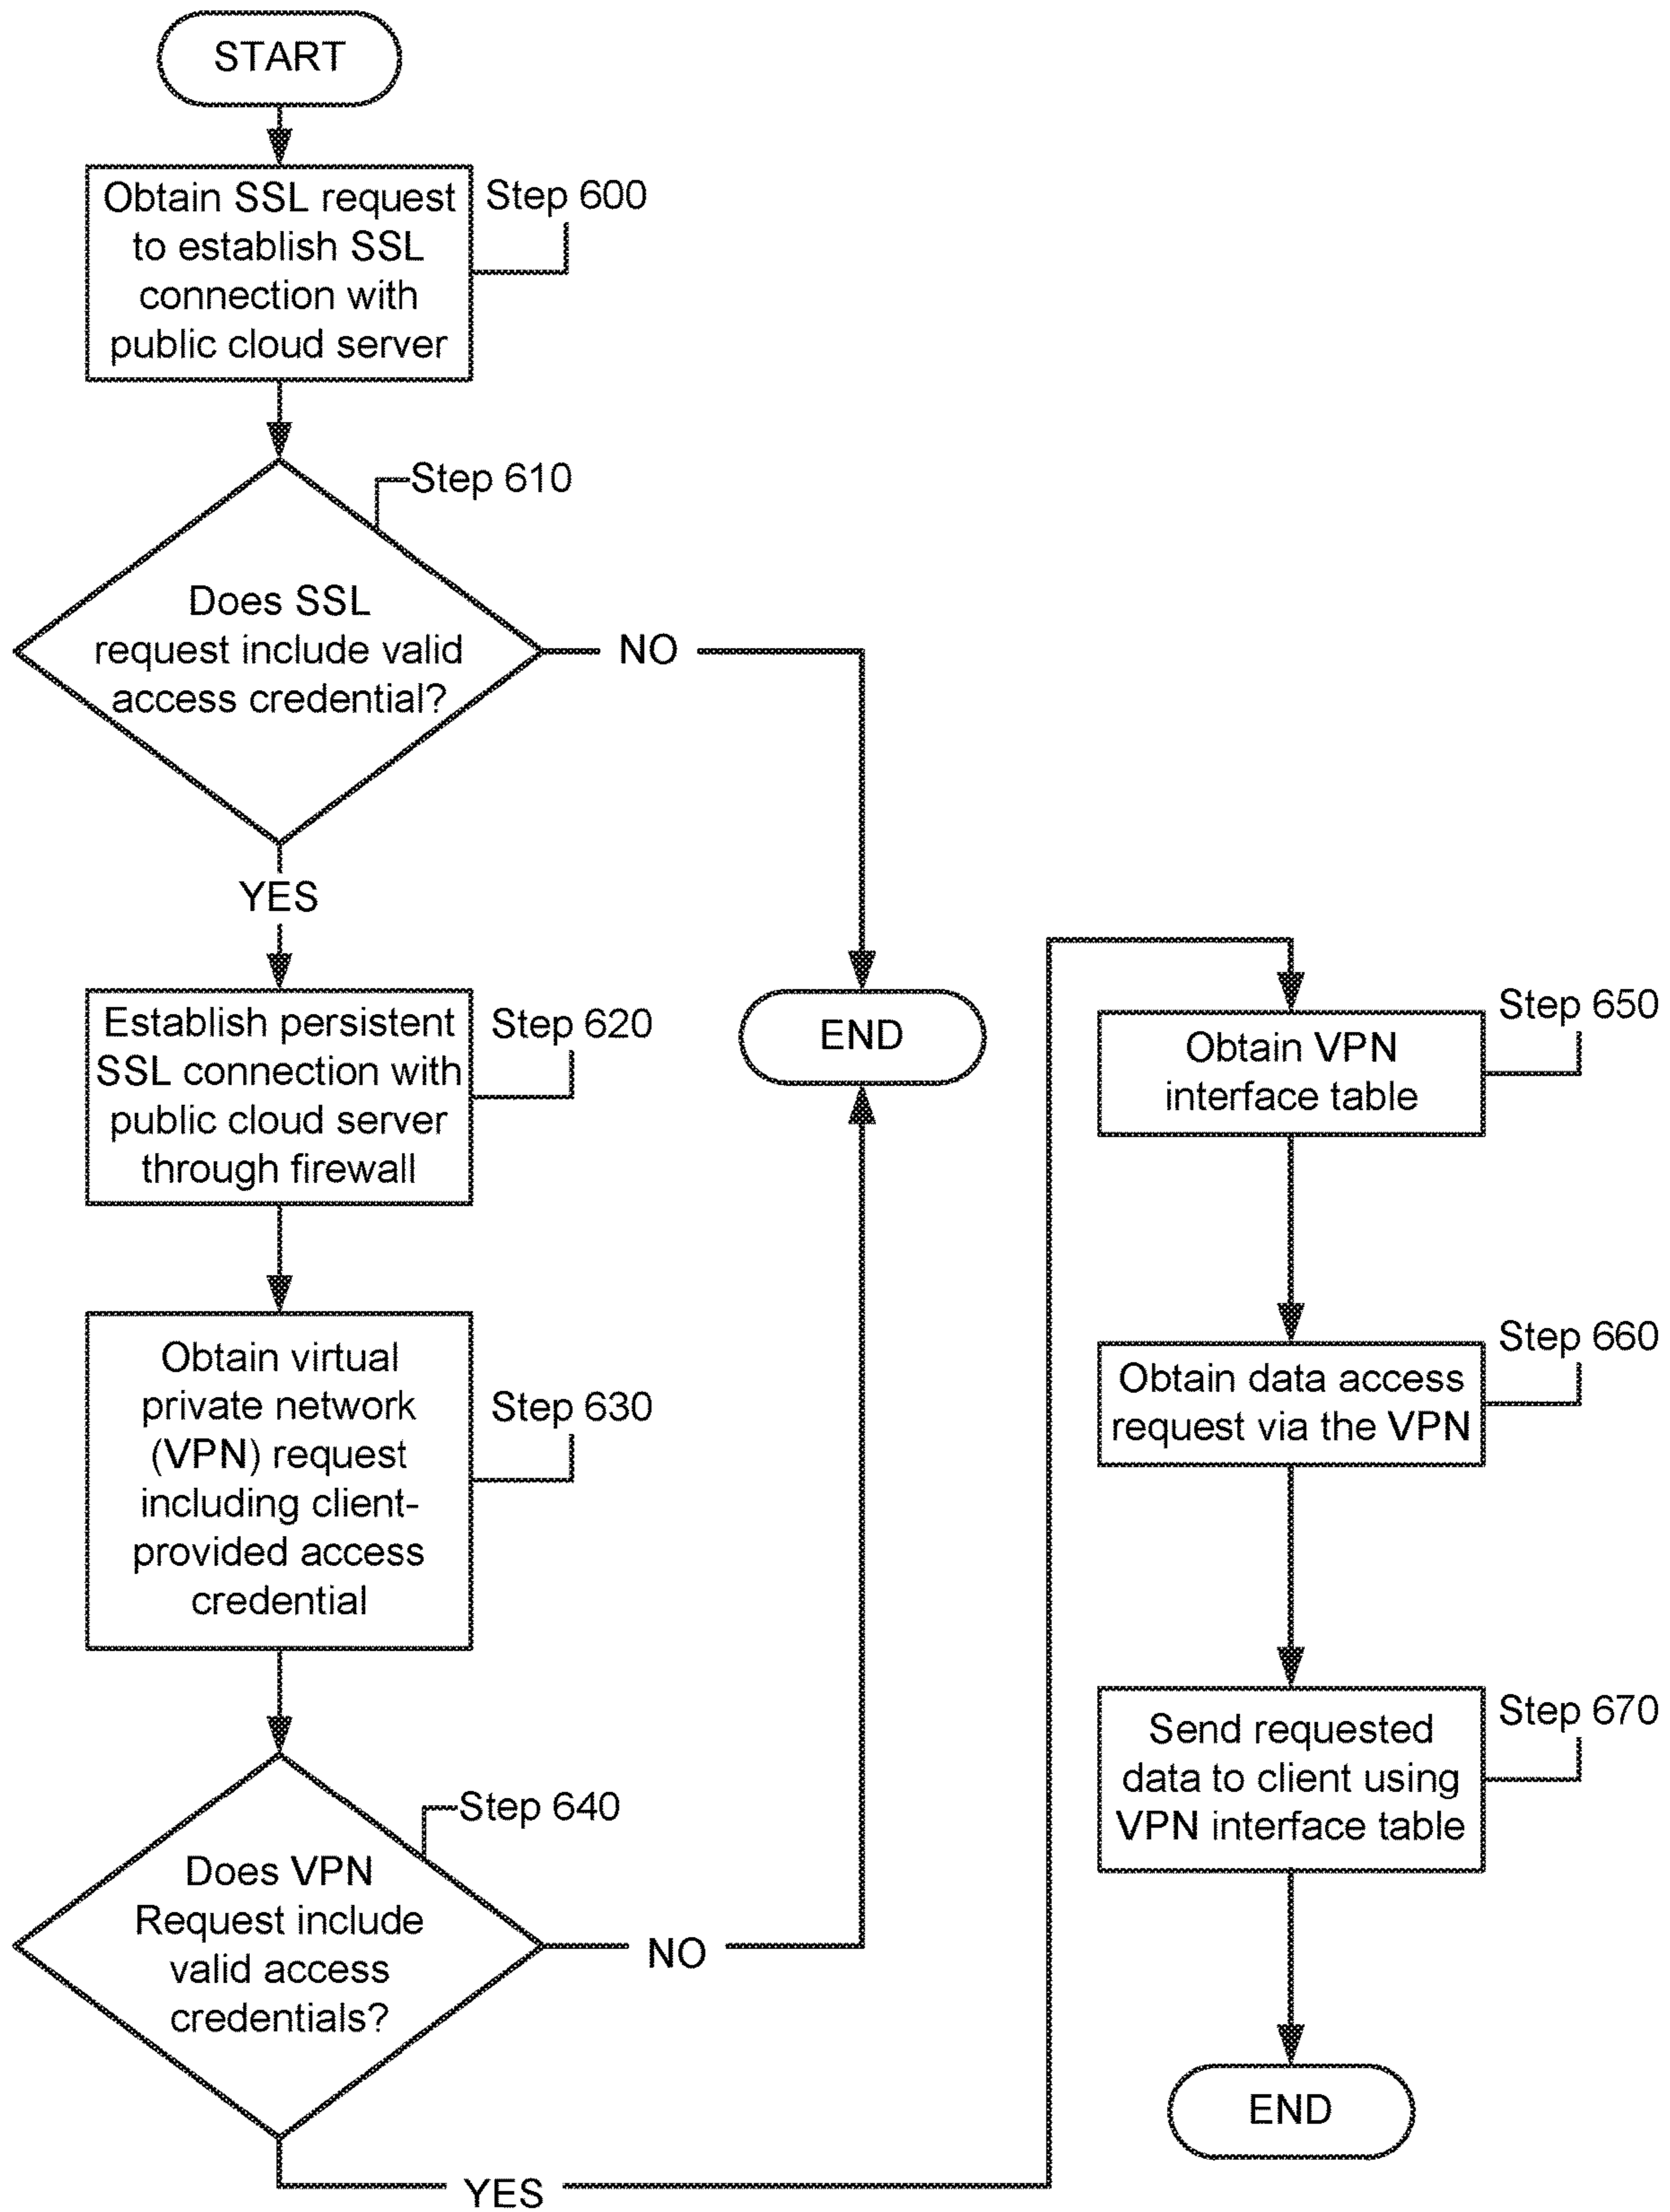 START
Obtain SSL request
to establish SSL
connection with
public cloud server
Step 600
Step 610
Does SSL
request include valid
access credential?
NO
YES
Establish persistent
SSL connection with
public cloud server
through firewall
Step 620
END
Obtain virtual
private network
(VPN) request
including client-
provided access
credential
Step 630
Step 640
Does VPN
Request include
valid access
credentials?
NO
YES
Obtain VPN
interface table
Step 650
Obtain data access
request via the VPN
Step 660
Send requested
data to client using
VPN interface table
Step 670
END